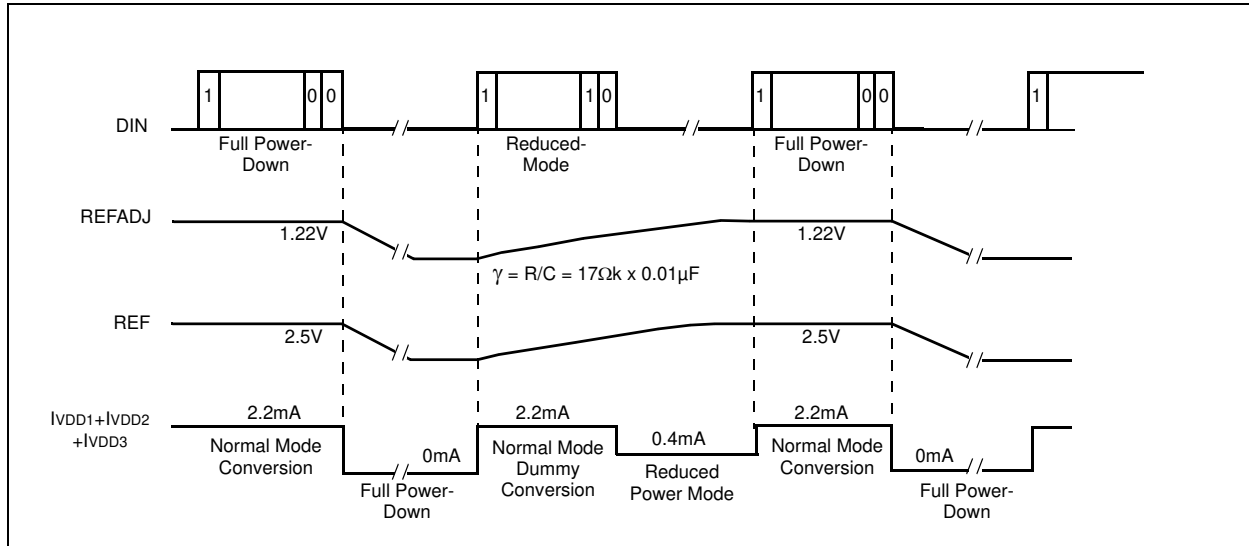 1 0 0 1 1 0 1 0 0 1
DIN
Full Power-
Down
Reduced-
Mode
Full Power-
Down
REFADJ
1.22V
1.22V
γ = R/C = 17Ωk x 0.01µF
REF
2.5V
2.5V
IVDD1+IVDD2
+IVDD3
2.2mA
Normal Mode
Conversion
0mA
Full Power-
Down
2.2mA
Normal Mode
Dummy
Conversion
0.4mA
Reduced
Power Mode
2.2mA
Normal Mode
Conversion
0mA
Full Power-
Down